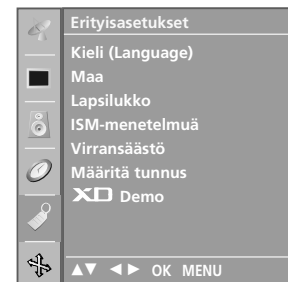 Erityisasetukset
Kieli (Language)
Maa
Lapsilukko
ISM-menetelmuä
Virransäästö
Määritä tunnus
XD Demo
▲▼ ◄► OK MENU